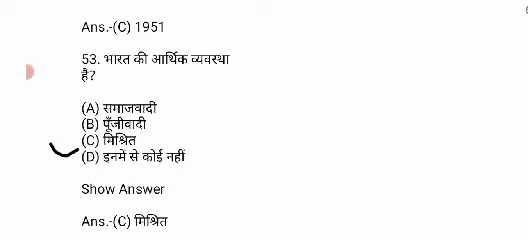 Ans.-(C) 1951
53. भारत की आर्थिक व्यवस्था
है?
(A) समाजवादी
(B) पूँजीवादी
(C) मिश्रित
(D) इनमें से कोई नहीं
Show Answer
Ans.-(C) मिश्रित